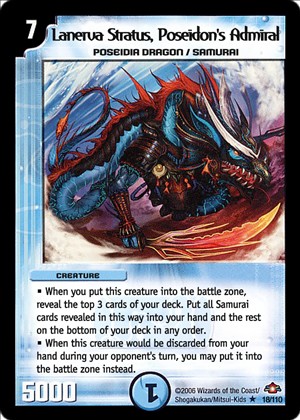 7
Lanerva Stratus, Poseidon's Admiral
POSEIDIA DRAGON / SAMURAI
CREATURE
▪ When you put this creature into the battle zone,
reveal the top 3 cards of your deck. Put all Samurai
cards revealed in this way into your hand and the rest
on the bottom of your deck in any order.
▪ When this creature would be discarded from your
hand during your opponent's turn, you may put it into
the battle zone instead.
5000
©2006 Wizards of the Coast/
Shogakukan/Mitsui-Kids ★ 18/110